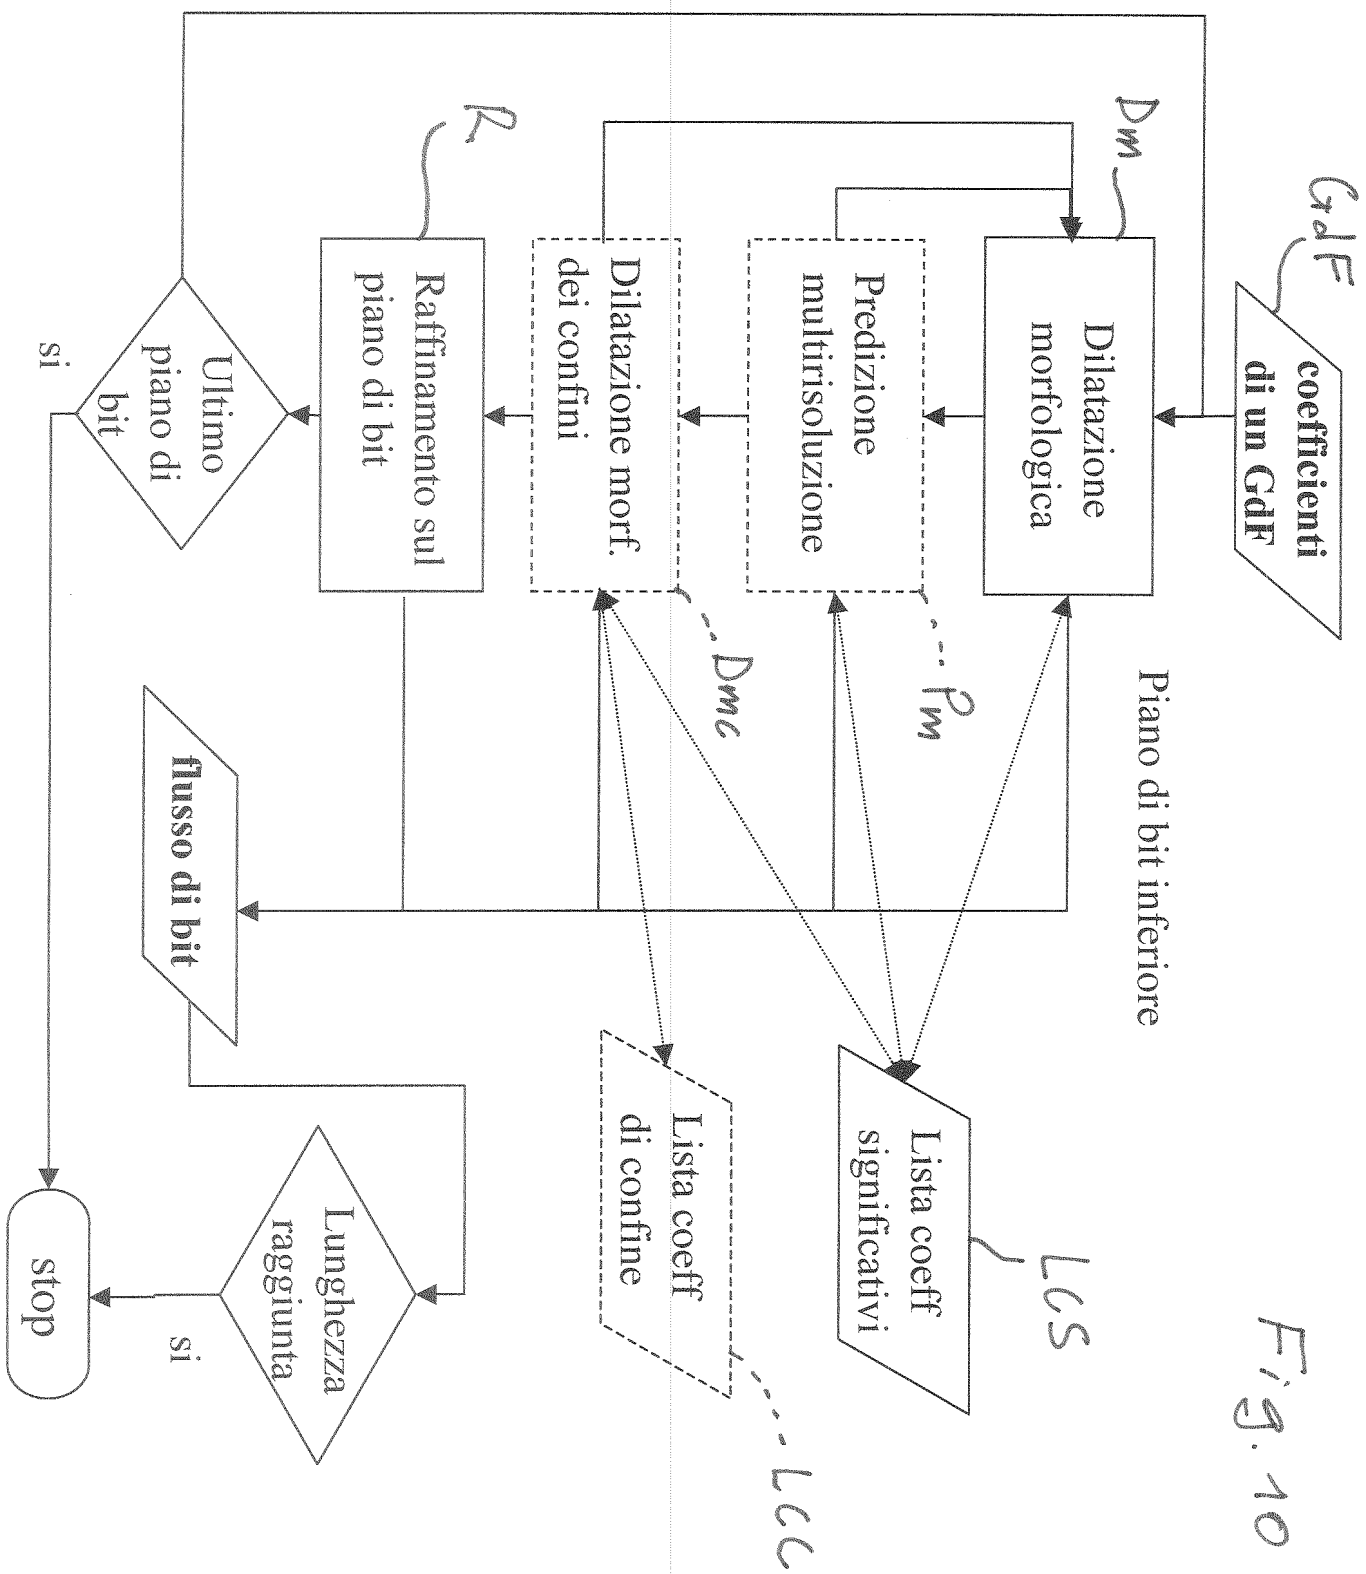 Fig. 10
GdF
coefficienti
di un GdF
Piano di bit inferiore
Dm
Dilatazione
morfologica
Pm
Predizione
multirisoluzione
Dmc
Dilatazione morf.
dei confini
R
Raffinamento sul
piano di bit
Ultimo
piano di
bit
si
LCS
Lista coeff
significativi
LCC
Lista coeff
di confine
flusso di bit
Lunghezza
raggiunta
si
stop